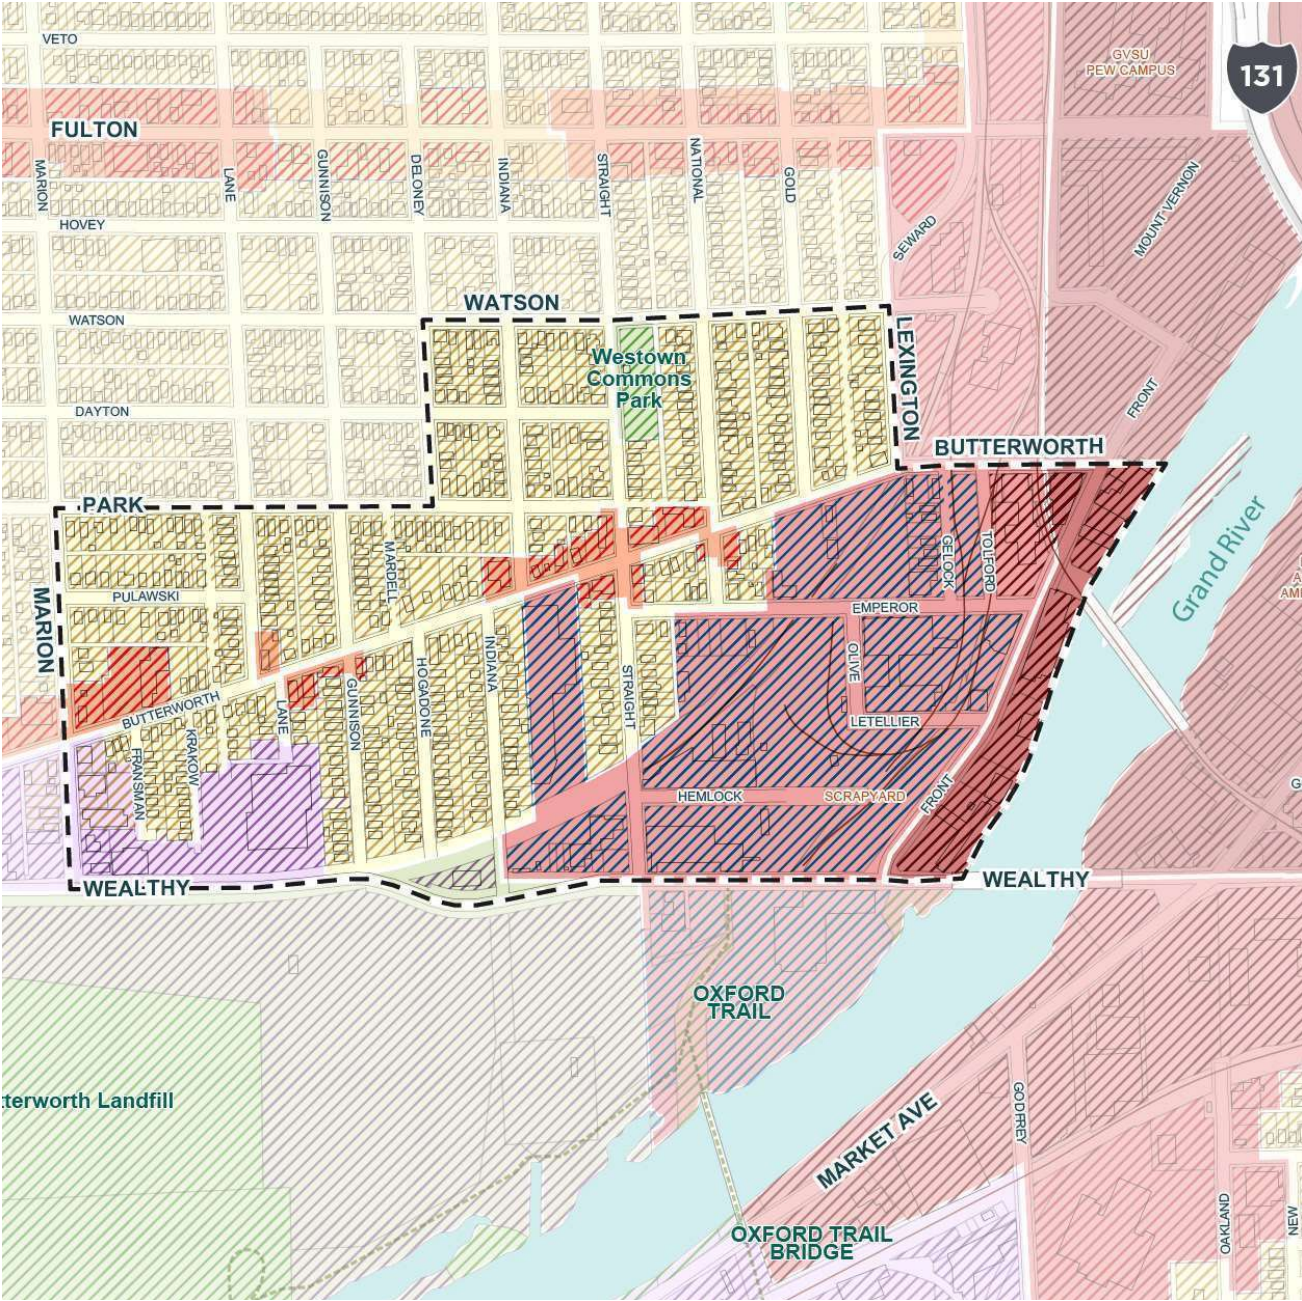 VETO
GVSU
PEW CAMPUS
131
FULTON
MARION
LANE
GUNNISON
DELONEY
INDIANA
STRAIGHT
NATIONAL
GOLD
SEWARD
MOUNT VERNON
HOVEY
WATSON
WATSON
Westown
Commons
Park
LEXINGTON
DAYTON
FRONT
BUTTERWORTH
PARK
Grand River
MARDELL
GELOCK
TOLFORD
PULAWSKI
MARION
EMPEROR
OLIVE
INDIANA
HOGADONE
STRAIGHT
GUNNISON
LANE
BUTTERWORTH
KRAKOW
FRANSMAN
LETELLIER
HEMLOCK
SCRAPYARD
FRONT
WEALTHY
WEALTHY
OXFORD
TRAIL
tterworth Landfill
MARKET AVE
GODFREY
OXFORD TRAIL
BRIDGE
OAKLAND
NEW